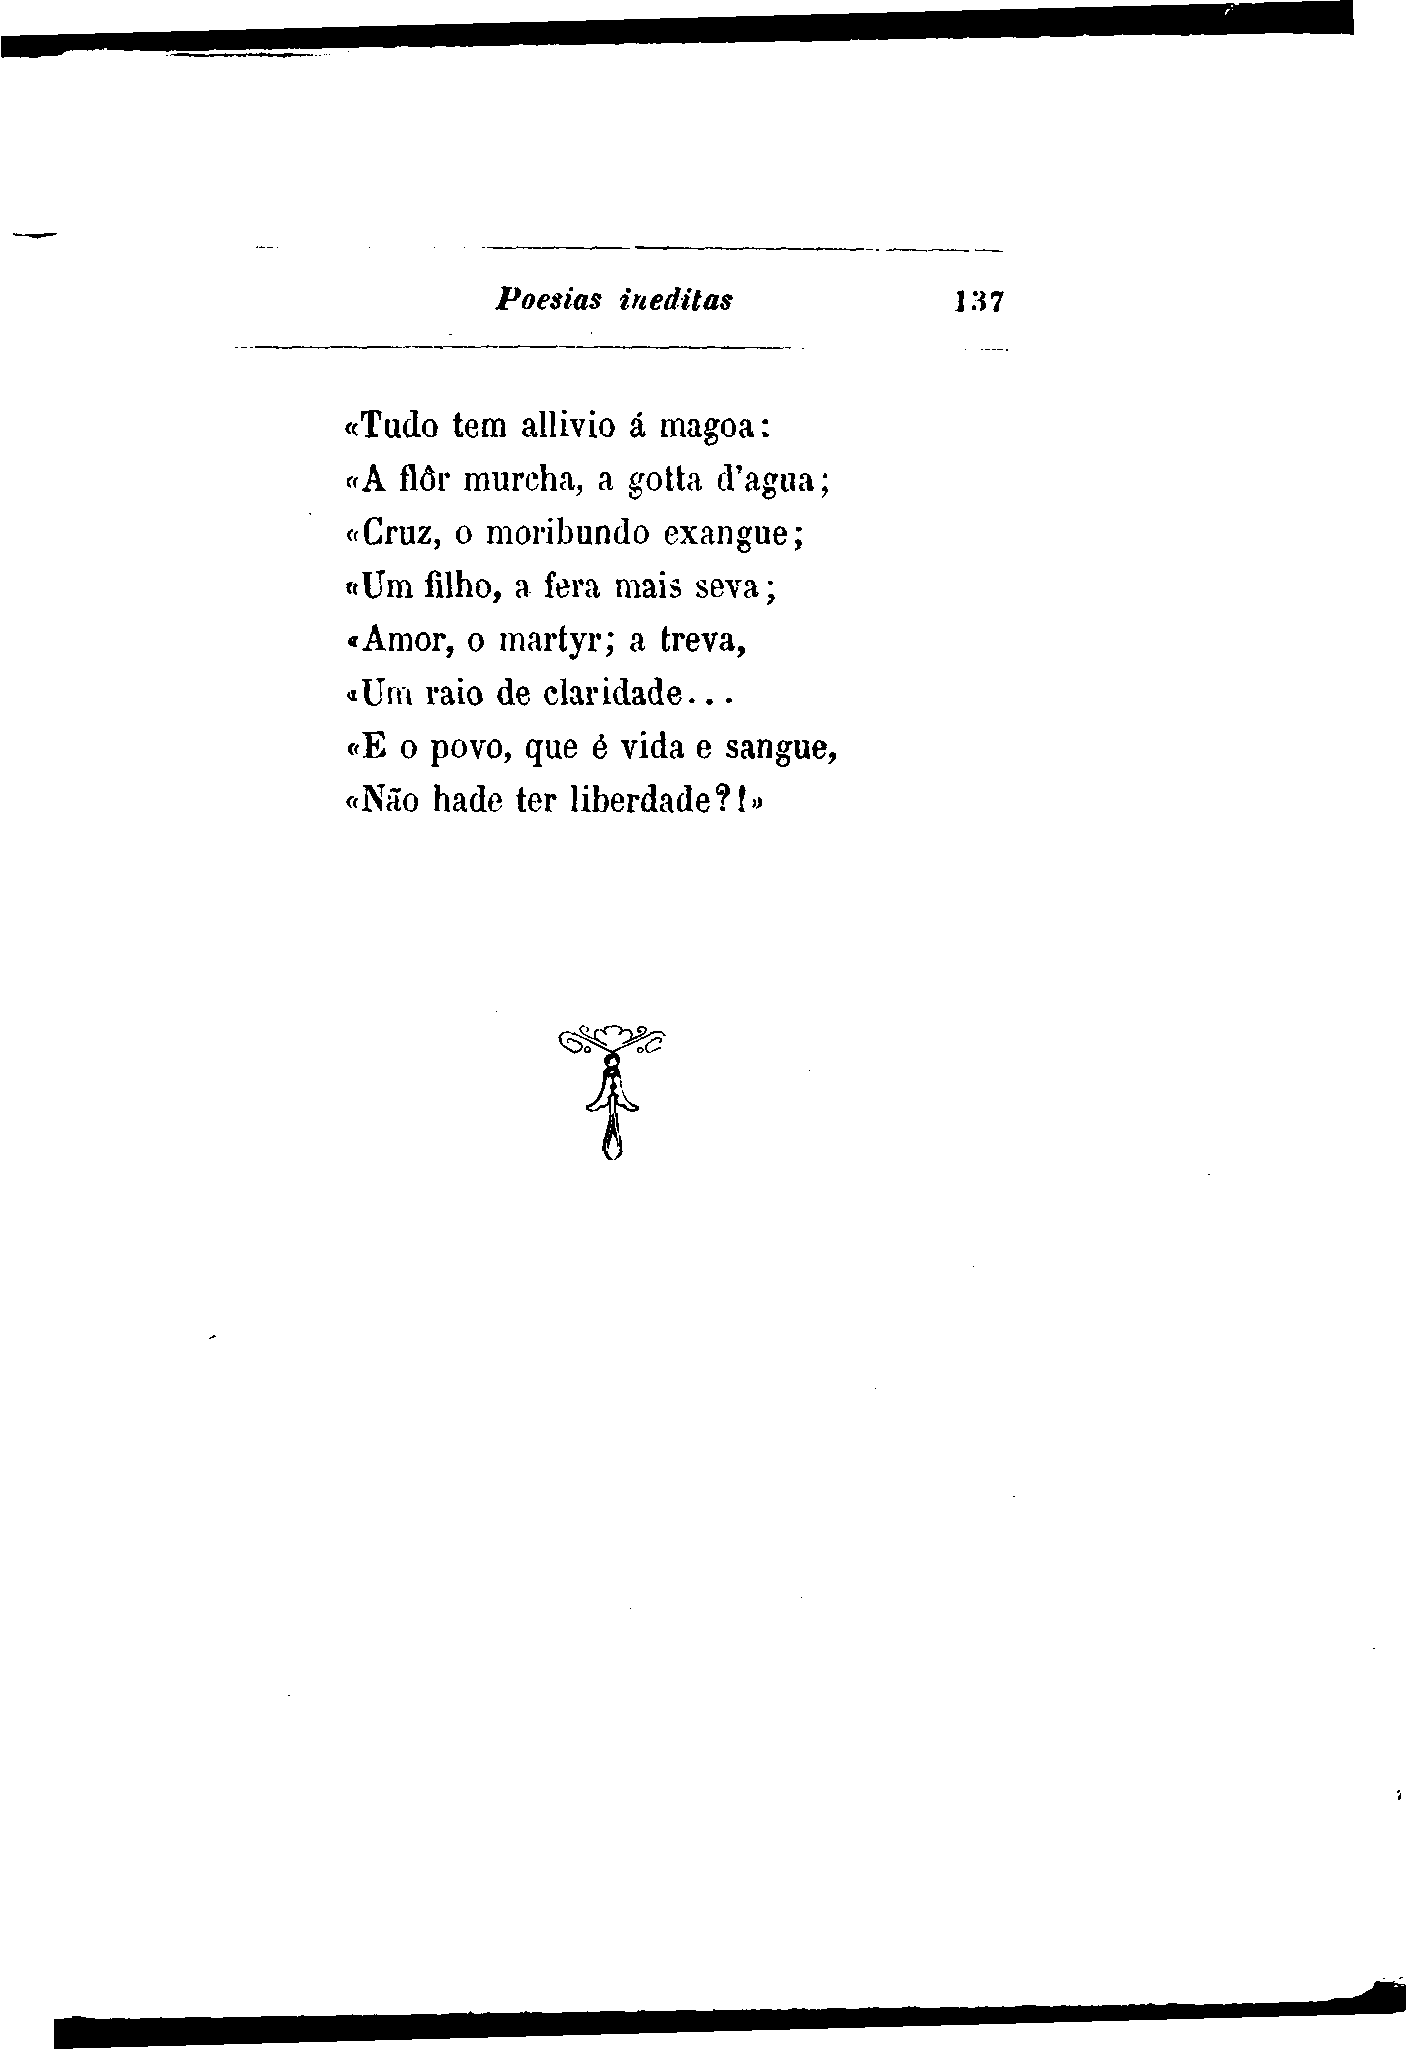 Poesias ineditas 137
«Tudo tem allivio á magoa:
«A flôr murcha, a gotta d'agua;
«Cruz, o moribundo exangue;
«Um filho, a fera mais seva;
«Amor, o martyr; a treva,
«Um raio de claridade...
«E o povo, que é vida e sangue,
«Não hade ter liberdade?!»